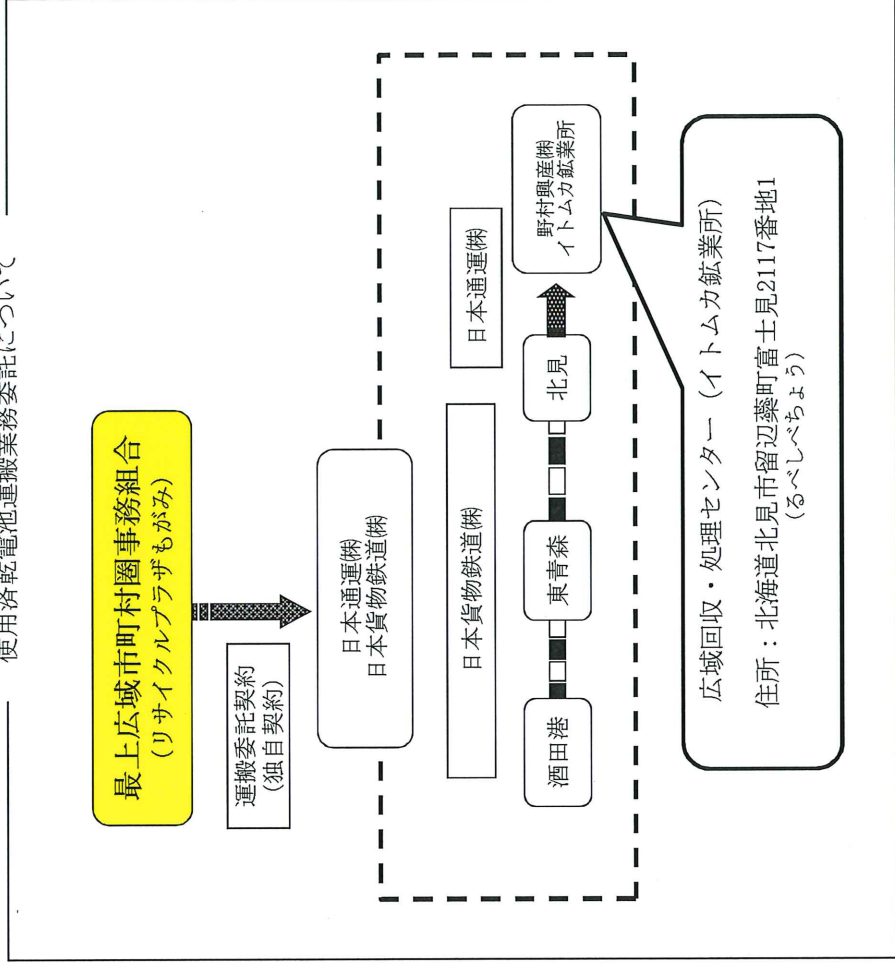 使用済乾電池運搬業務委託について
最上広域市町村圏事務組合
(リサイクルプラザもがみ)
運搬委託契約
(独自契約)
日本通運㈱
日本貨物鉄道㈱
日本貨物鉄道㈱
日本通運㈱
酒田港
東青森
北見
野村興産㈱
イトムカ鉱業所
広域回収・処理センター(イトムカ鉱業所)
住所:北海道北見市留辺蘂町富士見2117番地1
(るべしべちょう)